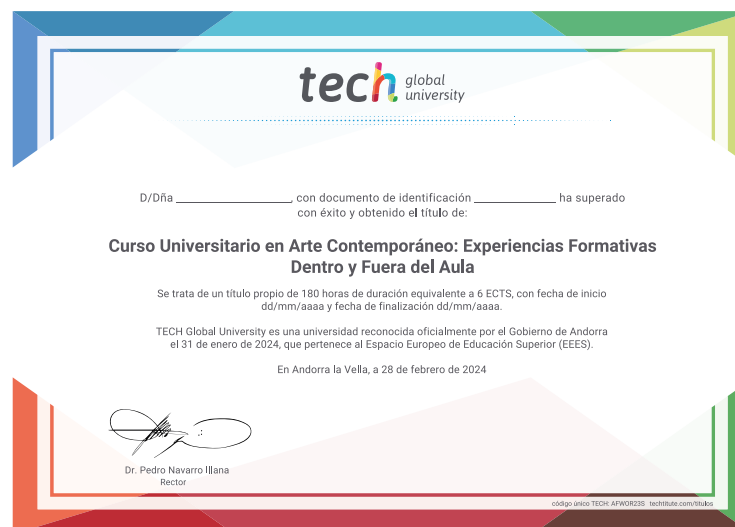 tech global university
D/Dña ______________, con documento de identificación ______________ ha superado
con éxito y obtenido el título de:
Curso Universitario en Arte Contemporáneo: Experiencias Formativas
Dentro y Fuera del Aula
Se trata de un título propio de 180 horas de duración equivalente a 6 ECTS, con fecha de inicio
dd/mm/aaaa y fecha de finalización dd/mm/aaaa.
TECH Global University es una universidad reconocida oficialmente por el Gobierno de Andorra
el 31 de enero de 2024, que pertenece al Espacio Europeo de Educación Superior (EEES).
En Andorra la Vella, a 28 de febrero de 2024
Dr. Pedro Navarro Illana
Rector
código único TECH: AFWOR23S techtitute.com/titulos